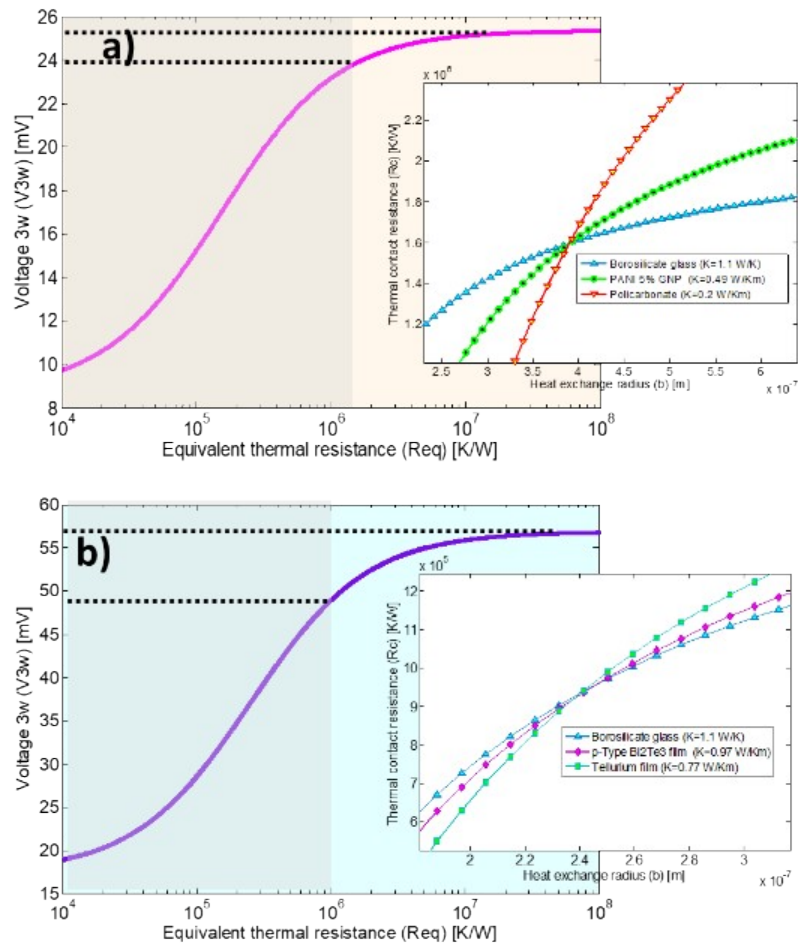 a)
Voltage 3w (V3w) [mV]
26
24
22
20
18
16
14
12
10
8
10^4
10^5
10^6
10^7
10^8
Equivalent thermal resistance (Req) [K/W]
x 10^6
Thermal contact resistance (Rc) [K/W]
2.2
2
1.8
1.6
1.4
1.2
Borosilicate glass (K=1.1 W/K)
PANI 5% GNP (K=0.49 W/Km)
Policarbonate (K=0.2 W/Km)
2.5
3
3.5
4
4.5
5
5.5
6
x 10^-7
Heat exchange radius (b) [m]
b)
Voltage 3w (V3w) [mV]
60
55
50
45
40
35
30
25
20
15
10^4
10^5
10^6
10^7
10^8
Equivalent thermal resistance (Req) [K/W]
x 10^5
Thermal contact resistance (Rc) [K/W]
12
11
10
9
8
7
6
Borosilicate glass (K=1.1 W/K)
p-Type Bi2Te3 film (K=0.97 W/Km)
Tellurium film (K=0.77 W/Km)
2
2.2
2.4
2.6
2.8
3
x 10^-7
Heat exchange radius (b) [m]